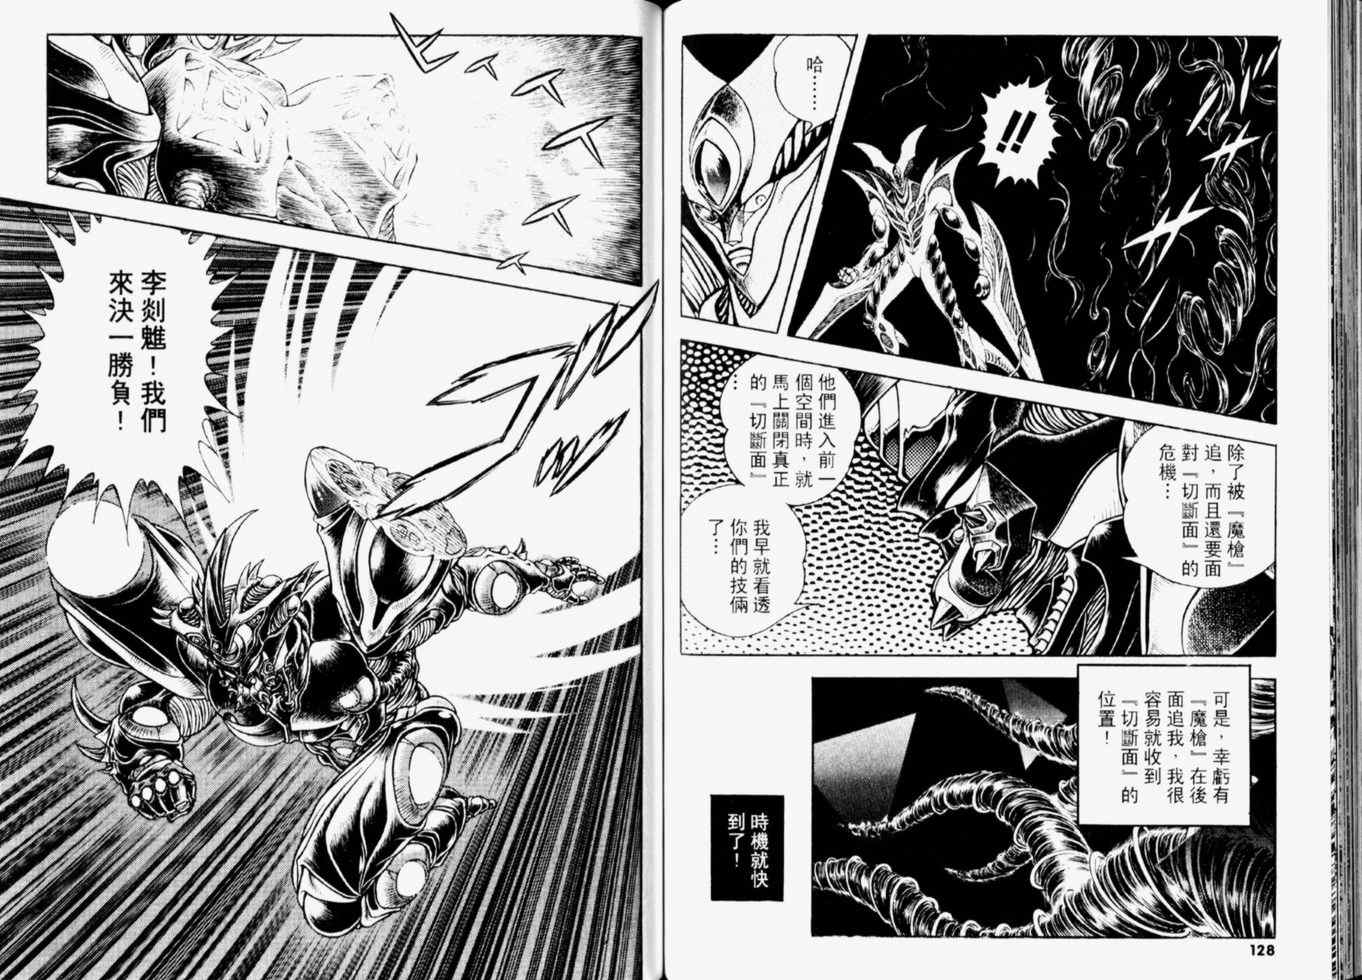 !!
哈……
除了被『魔槍』
追，而且還要面
對『切斷面』的
危機…
他們進入前一
個空間時，就
馬上關閉真正
的『切斷面』
…
我早就看透
你們的技倆
了…
可是，幸虧有
『魔槍』在後
面追我，我很
容易就收到
『切斷面』的
位置！
時機就快
到了！
128
李剡魋！我們
來決一勝負！